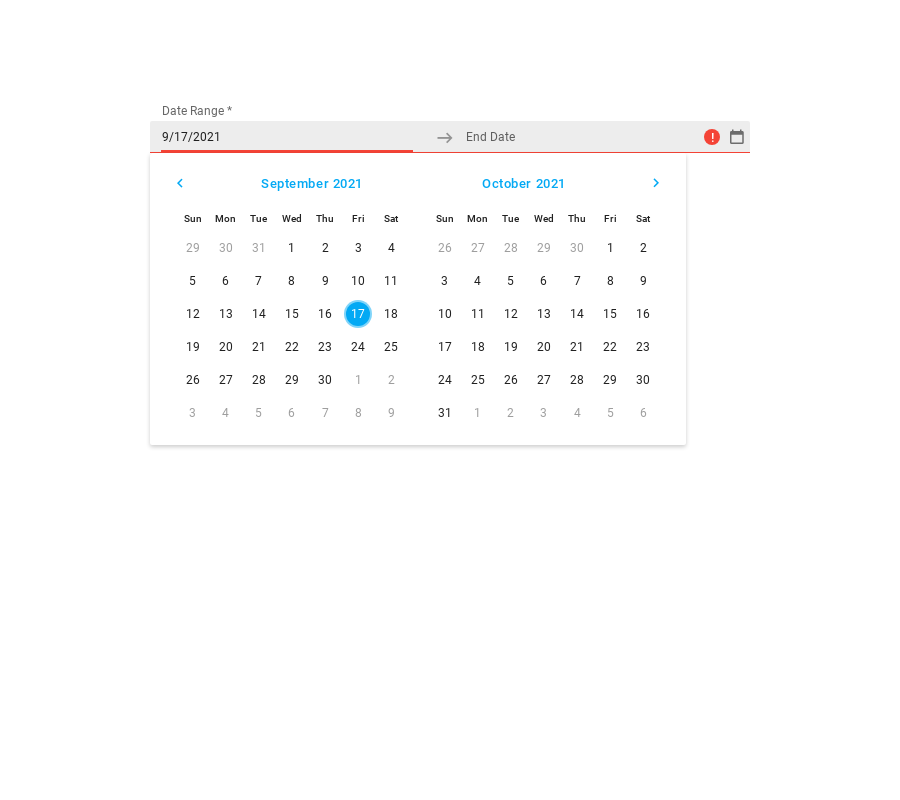 Date Range *
9/17/2021 End Date
September 2021 October 2021
Sun Mon Tue Wed Thu Fri Sat Sun Mon Tue Wed Thu Fri Sat
29 30 31 1 2 3 4 26 27 28 29 30 1 2
5 6 7 8 9 10 11 3 4 5 6 7 8 9
12 13 14 15 16 17 18 10 11 12 13 14 15 16
19 20 21 22 23 24 25 17 18 19 20 21 22 23
26 27 28 29 30 1 2 24 25 26 27 28 29 30
3 4 5 6 7 8 9 31 1 2 3 4 5 6